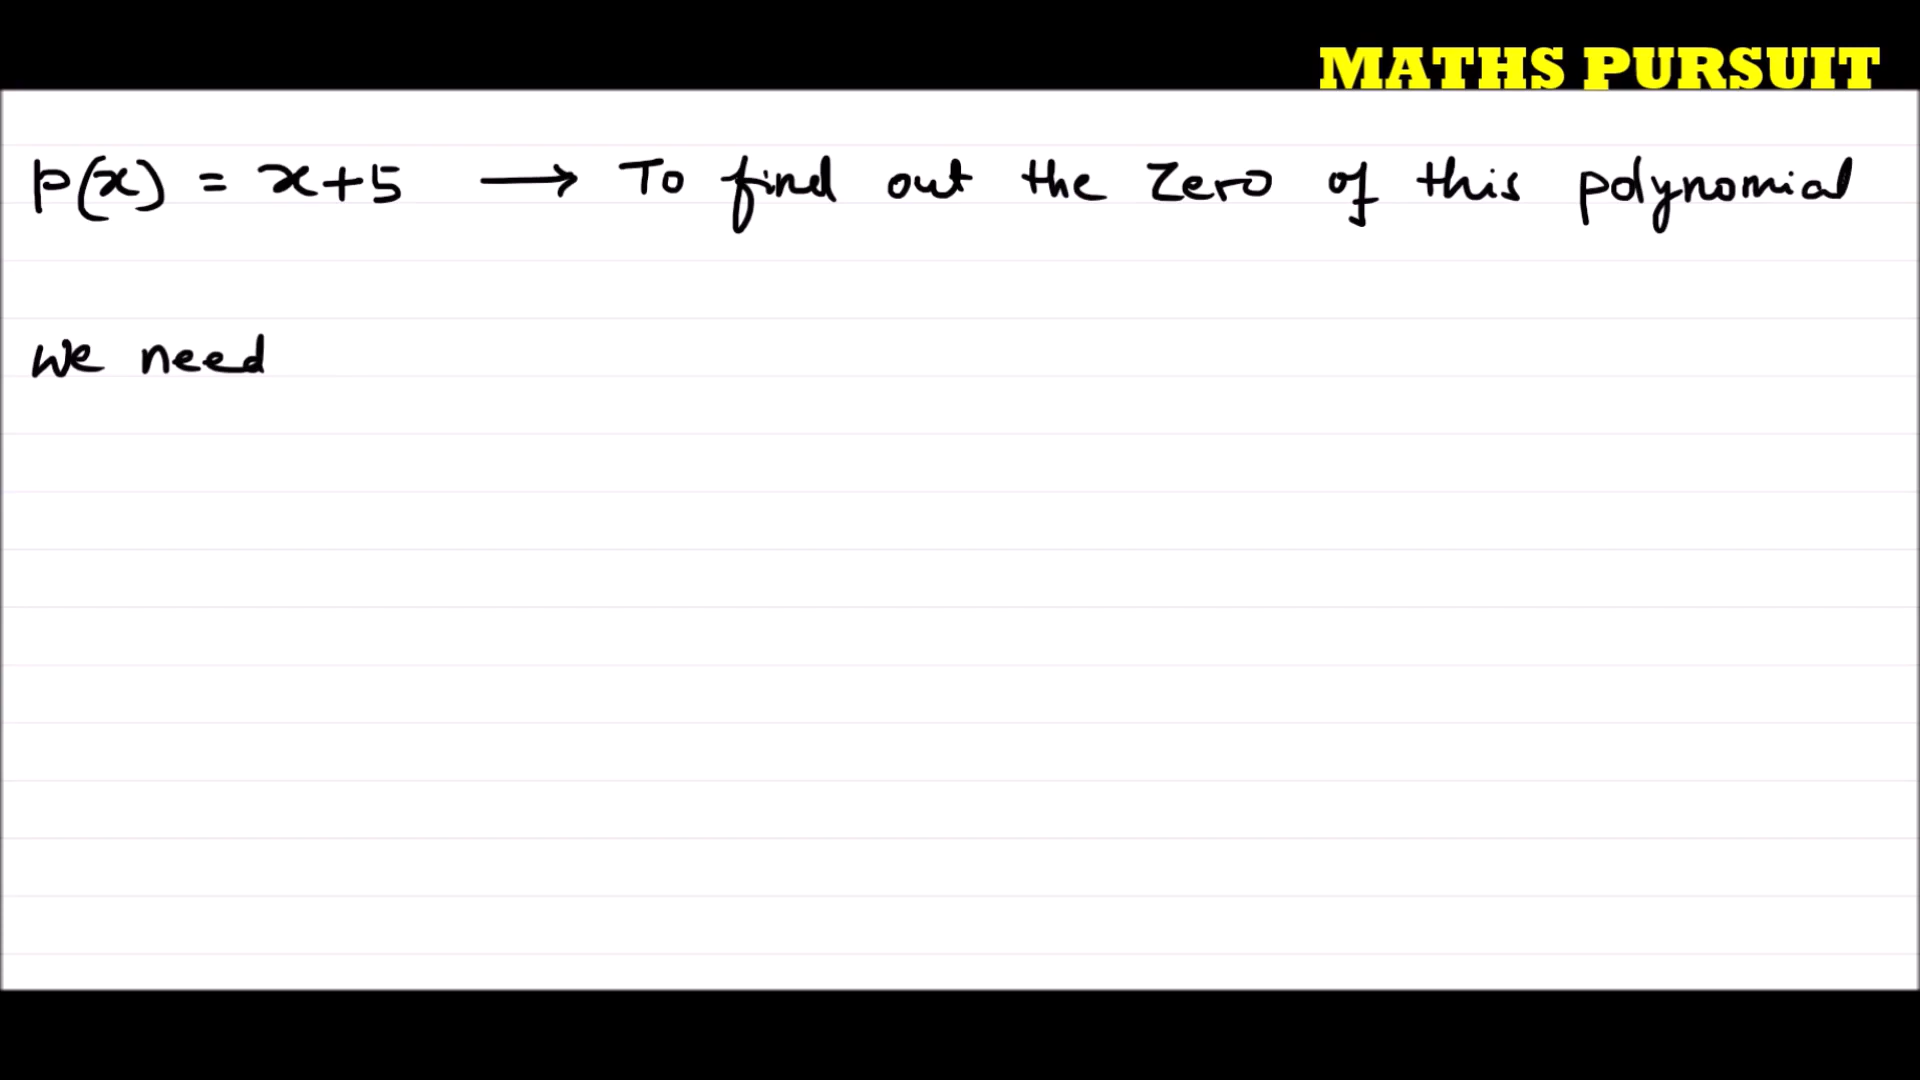 MATHS PURSUIT
p(x) = x+5 ⟶ To find out the Zero of this polynomial
we need